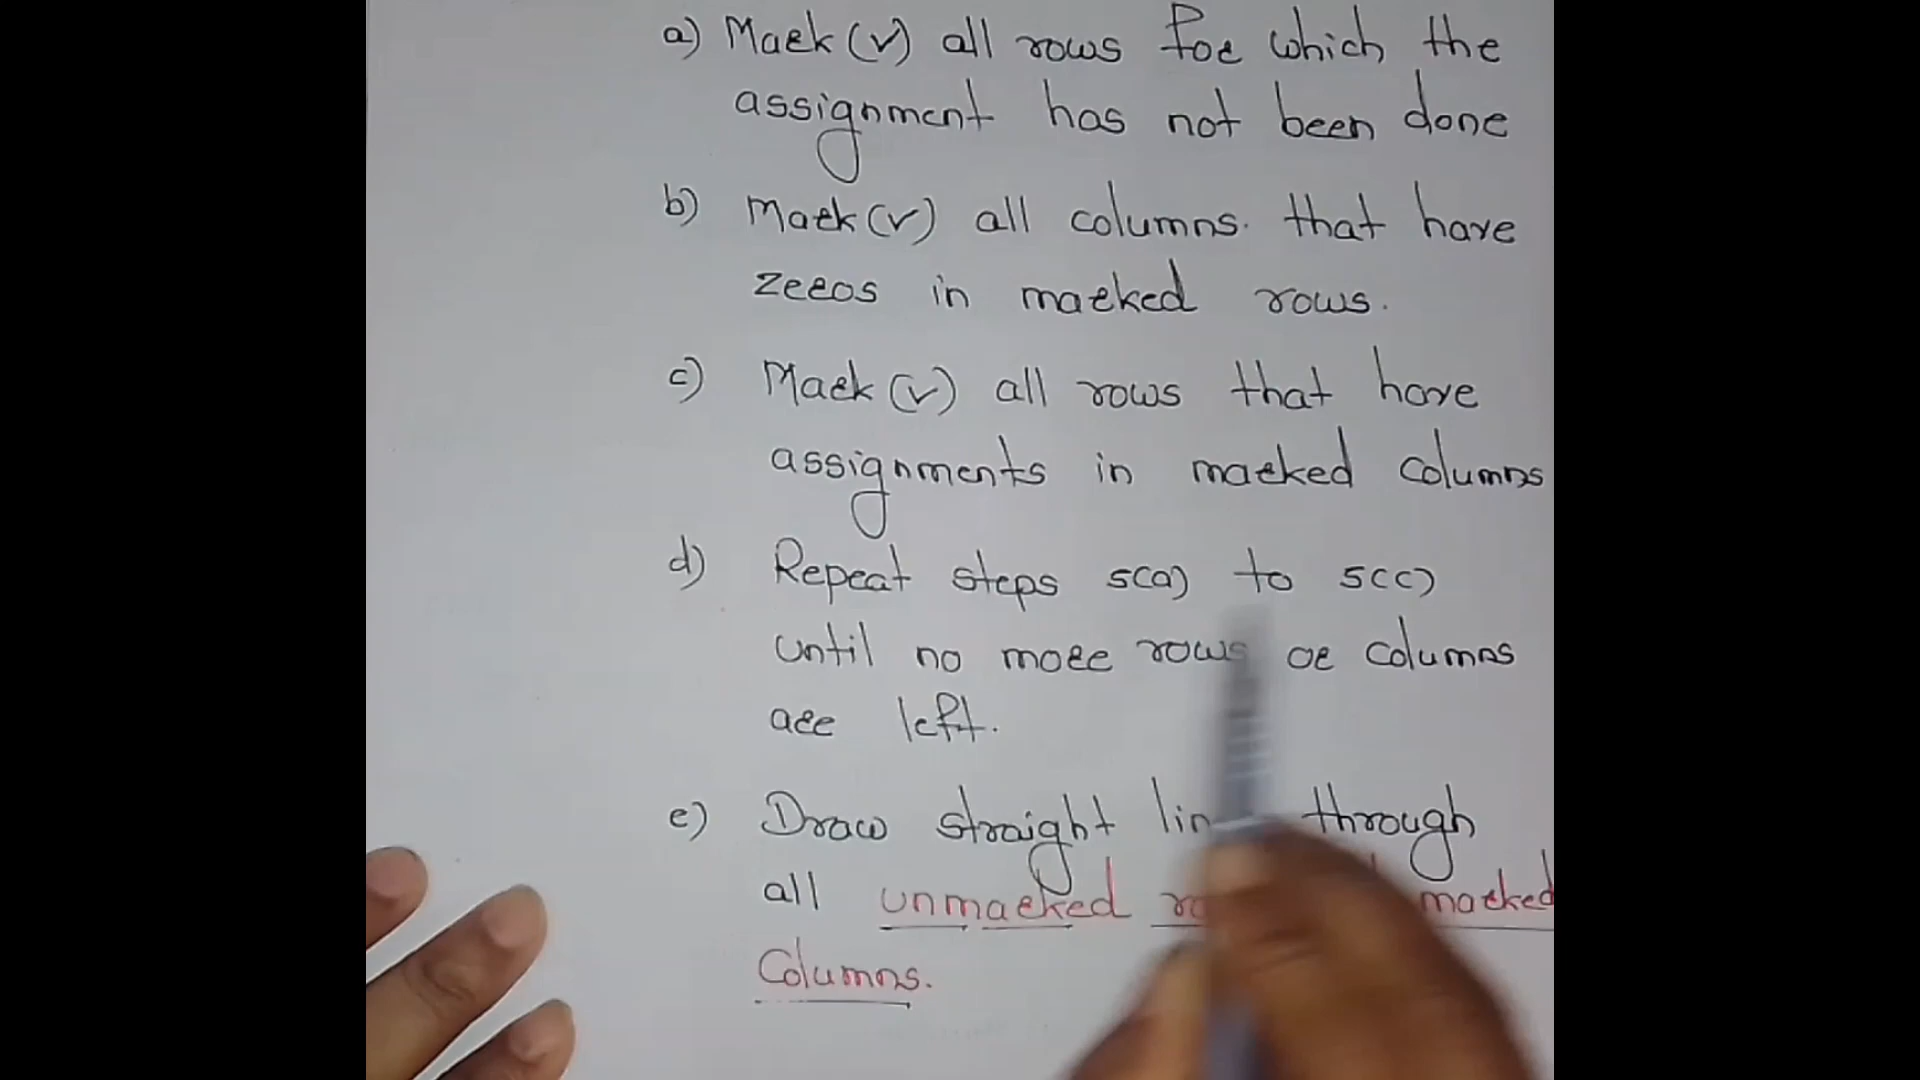 a) Mark (✓) all rows for which the
assignment has not been done
b) Mark (✓) all columns. that have
zeros in marked rows.
c) Mark (✓) all rows that have
assignments in marked columns
d) Repeat steps 5(a) to 5(c)
until no more rows or columns
are left.
e) Draw straight through
all unmarked marked
Columns.